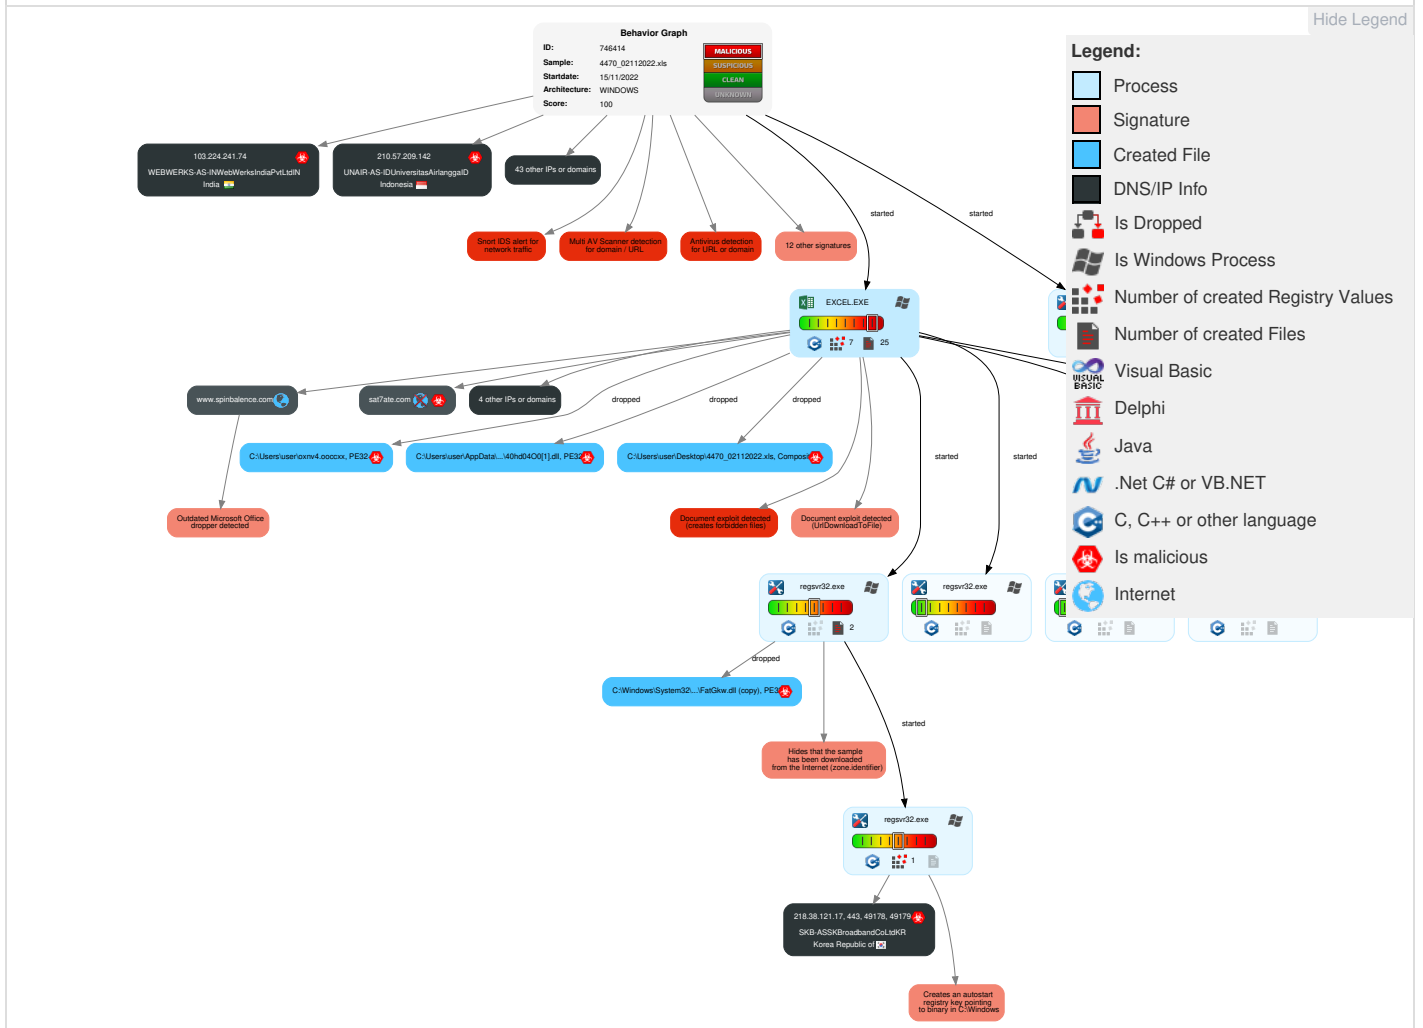 Hide Legend
Behavior Graph
ID: 746414
Sample: 4470_02112022.xls
Startdate: 15/11/2022
Architecture: WINDOWS
Score: 100
MALICIOUS
SUSPICIOUS
CLEAN
UNKNOWN
Legend:
Process
Signature
Created File
DNS/IP Info
Is Dropped
Is Windows Process
Number of created Registry Values
Number of created Files
VISUAL
BASIC
Visual Basic
Delphi
Java
.Net C# or VB.NET
C, C++ or other language
Is malicious
Internet
103.224.241.74
WEBWERKS-AS-INWebWerksIndiaPvtLtdIN
India
210.57.209.142
UNAIR-AS-IDUniversitasAirlanggaID
Indonesia
43 other IPs or domains
started
started
Snort IDS alert for
network traffic
Multi AV Scanner detection
for domain / URL
Antivirus detection
for URL or domain
12 other signatures
EXCEL.EXE
7
25
www.spinbalence.com
sat7ate.com
4 other IPs or domains
dropped
dropped
dropped
C:\Users\user\oxnv4.ooccxx, PE32
C:\Users\user\AppData\...\40hd04O0[1].dll, PE32
C:\Users\user\Desktop\4470_02112022.xls, Composit
started
started
Outdated Microsoft Office
dropper detected
Document exploit detected
(creates forbidden files)
Document exploit detected
(UrlDownloadToFile)
regsvr32.exe
2
regsvr32.exe
dropped
C:\Windows\System32\...\FatGkw.dll (copy), PE3
started
Hides that the sample
has been downloaded
from the Internet (zone.identifier)
regsvr32.exe
1
218.38.121.17, 443, 49178, 49179
SKB-ASSKBroadbandCoLtdKR
Korea Republic of
Creates an autostart
registry key pointing
to binary in C:\Windows